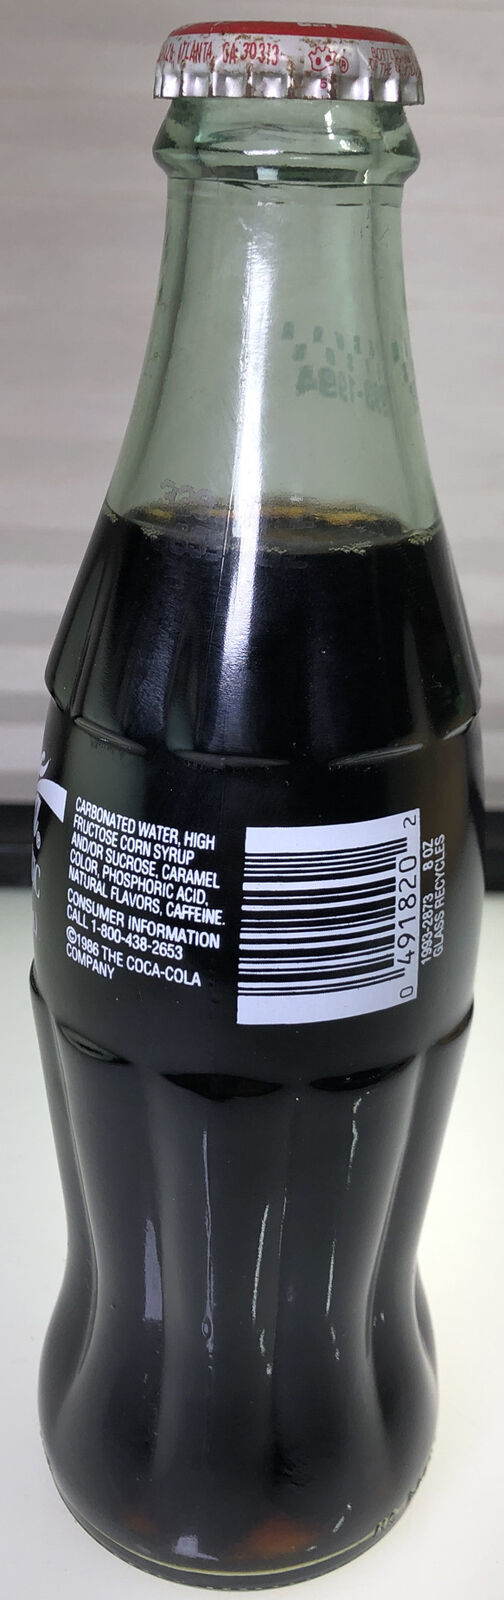 ATLANTA, GA 30313
CARBONATED WATER, HIGH
FRUCTOSE CORN SYRUP
AND/OR SUCROSE, CARAMEL
COLOR, PHOSPHORIC ACID,
NATURAL FLAVORS, CAFFEINE.
CONSUMER INFORMATION
CALL 1-800-438-2653
©1986 THE COCA-COLA
COMPANY
0 491820 2
1993-2873 8 OZ
GLASS RECYCLES